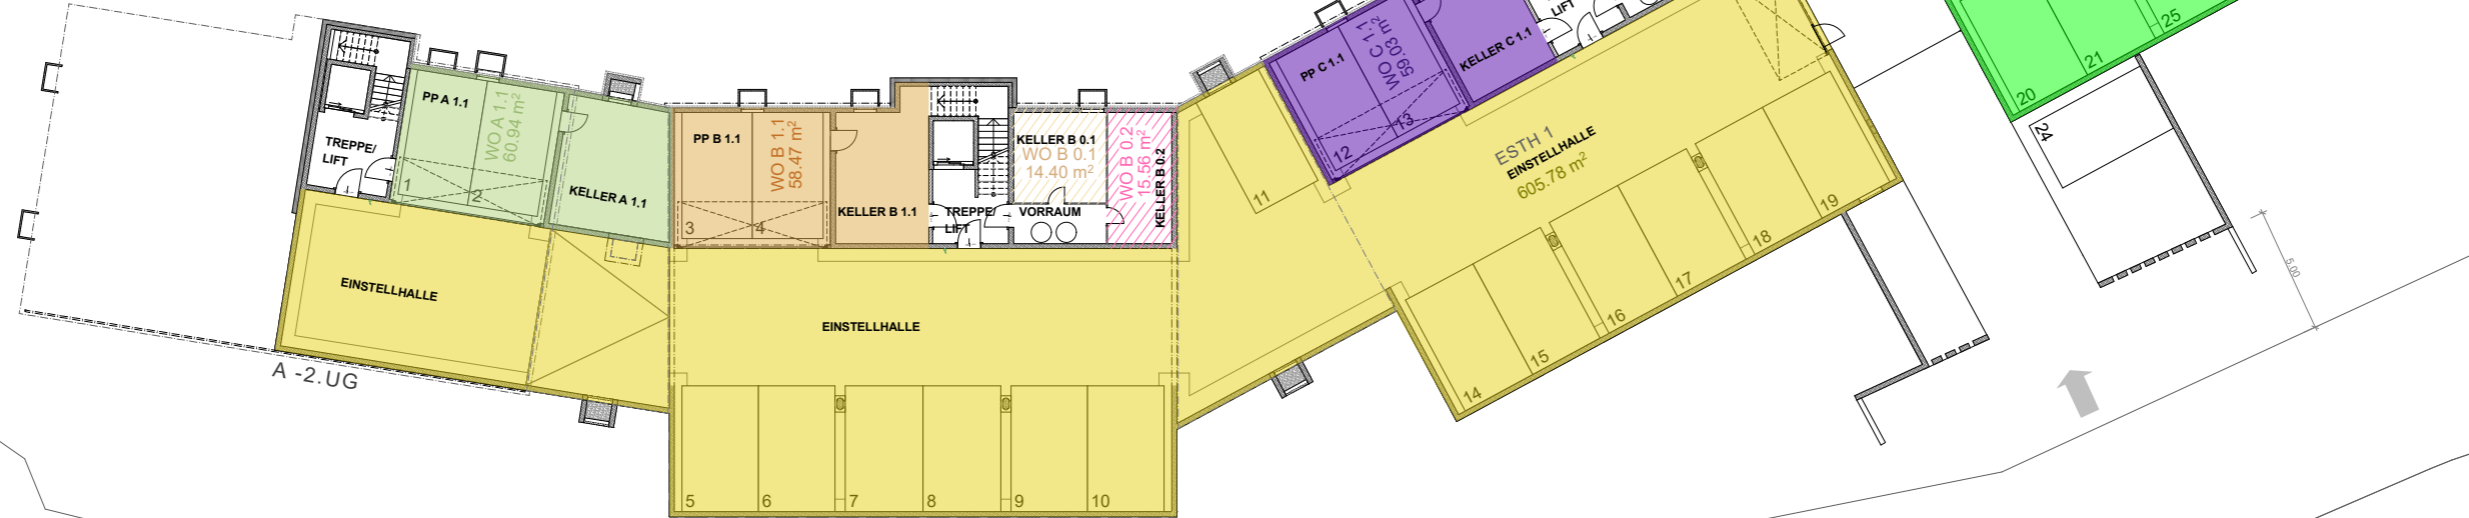 TREPPE/
LIFT
PP A 1.1
WO A 1.1
60.94 m²
1
2
KELLER A 1.1
EINSTELLHALLE
A -2.UG
PP B 1.1
WO B 1.1
58.47 m²
3
4
KELLER B 1.1
TREPPE/
LIFT
KELLER B 0.1
WO B 0.1
14.40 m²
VORRAUM
WO B 0.2
15.56 m²
KELLER B 0.2
EINSTELLHALLE
5
6
7
8
9
10
11
PP C 1.1
WO C 1.1
59.03 m²
12
13
KELLER C 1.1
LIFT
ESTH 1
EINSTELLHALLE
605.78 m²
14
15
16
17
18
19
20
21
25
24
5.00